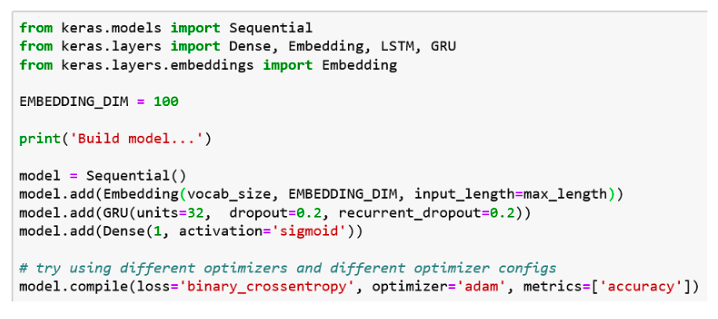 from keras.models import Sequential
from keras.layers import Dense, Embedding, LSTM, GRU
from keras.layers.embeddings import Embedding
EMBEDDING_DIM = 100
print('Build model...')
model = Sequential()
model.add(Embedding(vocab_size, EMBEDDING_DIM, input_length=max_length))
model.add(GRU(units=32,  dropout=0.2, recurrent_dropout=0.2))
model.add(Dense(1, activation='sigmoid'))
# try using different optimizers and different optimizer configs
model.compile(loss='binary_crossentropy', optimizer='adam', metrics=['accuracy'])